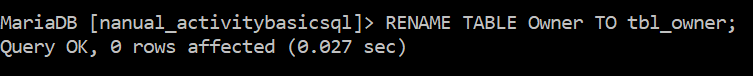 MariaDB [nanual_activitybasicsql]> RENAME TABLE Owner TO tbl_owner;
Query OK, 0 rows affected (0.027 sec)